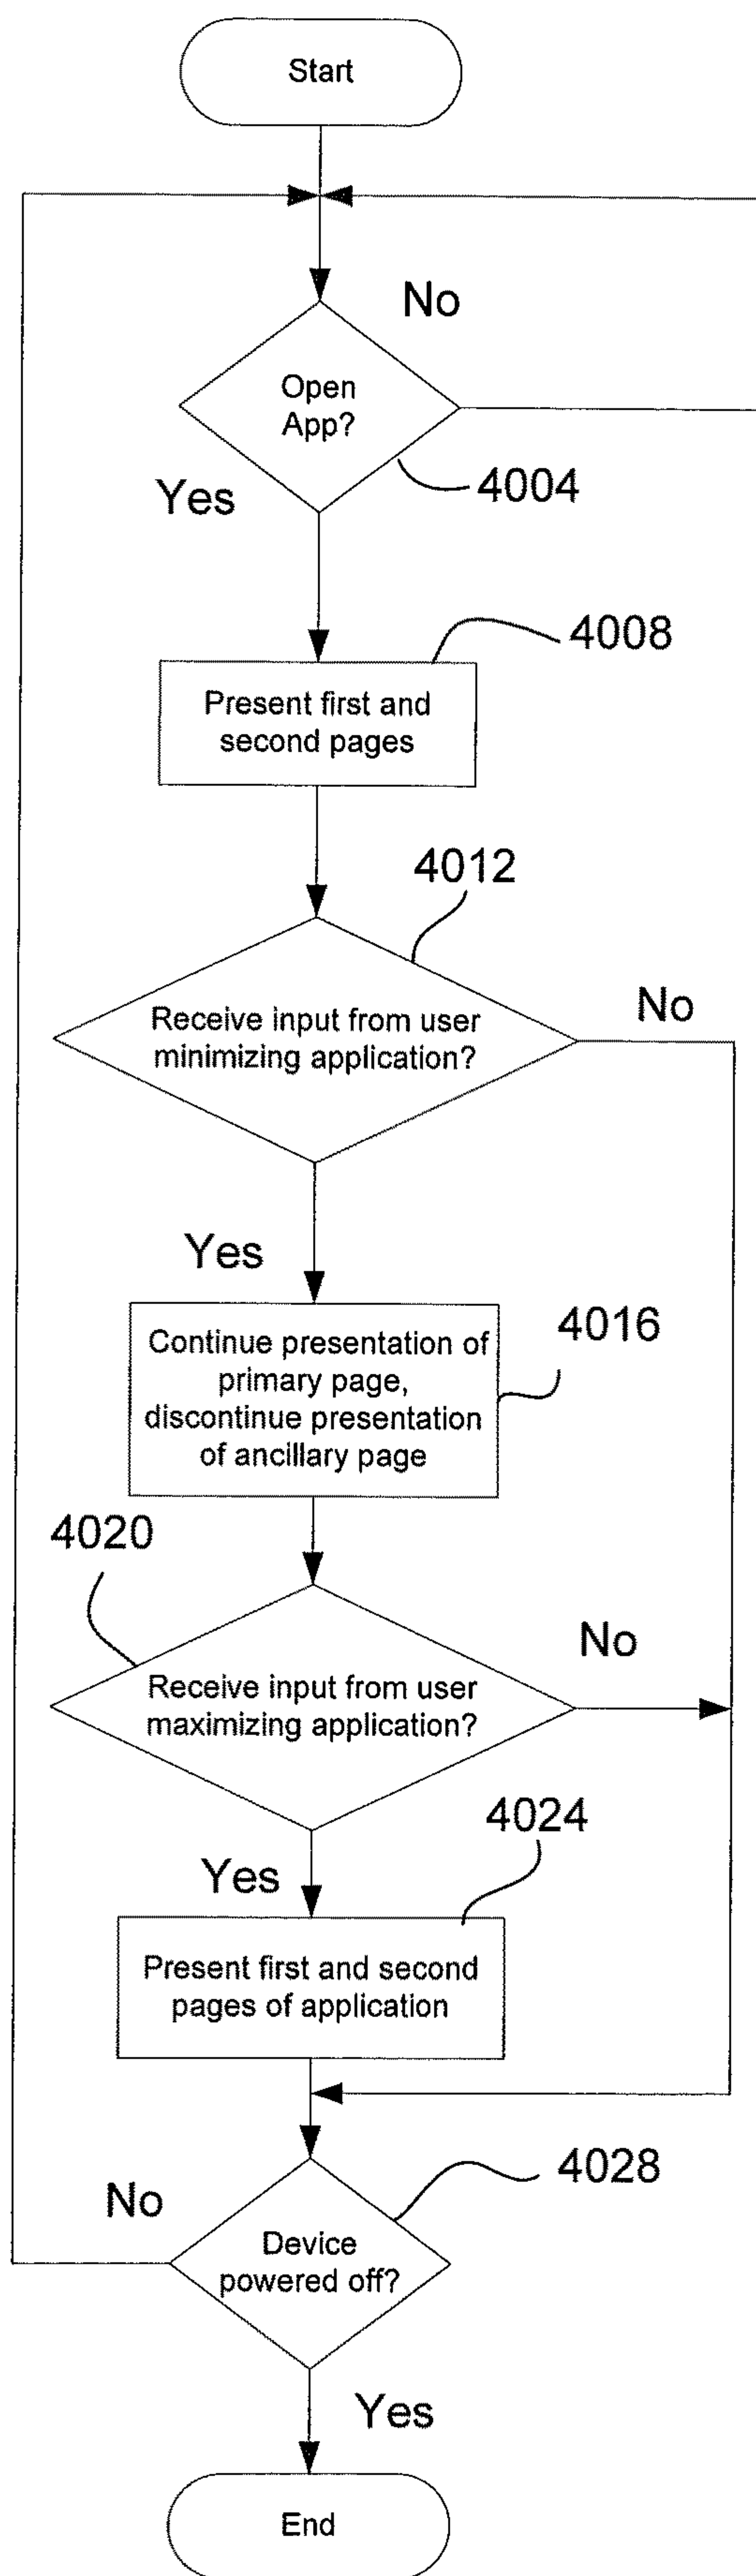 Start
No
Open
App?
4004
Yes
4008
Present first and
second pages
4012
Receive input from user
minimizing application?
No
Yes
4016
Continue presentation of
primary page,
discontinue presentation
of ancillary page
4020
No
Receive input from user
maximizing application?
4024
Yes
Present first and second
pages of application
4028
No
Device
powered off?
Yes
End